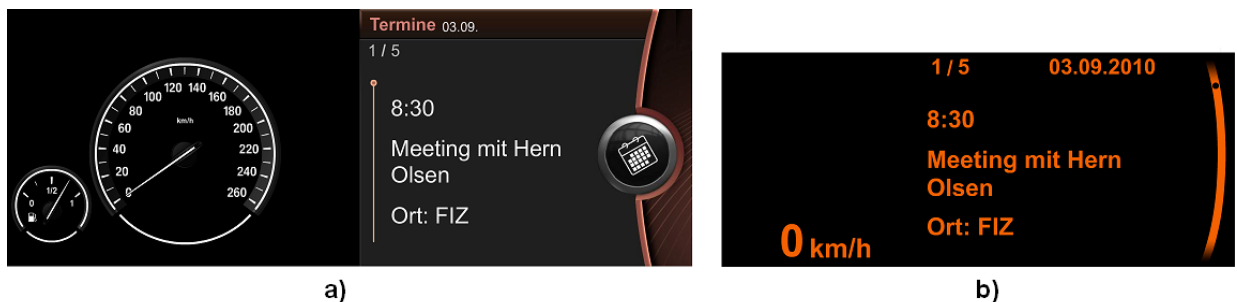 Termine 03.09.
1 / 5
8:30
Meeting mit Hern
Olsen
Ort: FIZ
0 20 40 60 80 100 120 140 160 180 200 220 240 260
km/h
0 1/2 1
a)
1 / 5 03.09.2010
8:30
Meeting mit Hern
Olsen
Ort: FIZ
0 km/h
b)